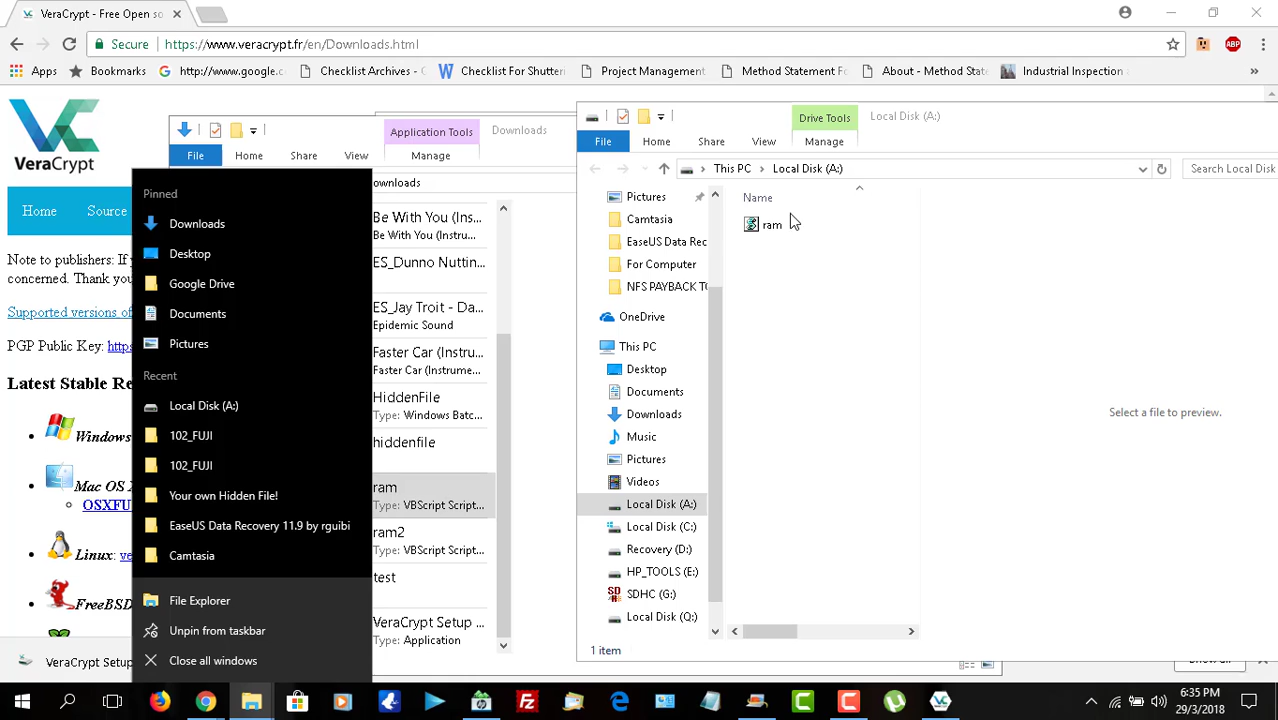 VeraCrypt - Free Open so
Secure
https://www.veracrypt.fr/en/Downloads.html
ABP
Apps
Bookmarks
http://www.google.c
Checklist Archives - C
Checklist For Shutter
Project Management
Method Statement Fo
About - Method State
Industrial Inspection a
»
VeraCrypt
Home
Source
Note to publishers: If
concerned. Thank you
Supported versions of
PGP Public Key: https
Latest Stable Re
Windows
Mac OS X
OSXFU
Linux: ve
FreeBSD
VeraCrypt Setup
Show all
Application Tools
Downloads
File
Home
Share
View
Manage
ownloads
Be With You (Ins...
Be With You (Instru...
ES_Dunno Nuttin...
ES_Jay Troit - Da...
Epidemic Sound
Faster Car (Instru...
Faster Car (Instrume...
HiddenFile
Type: Windows Batc...
hiddenfile
ram
Type: VBScript Script...
ram2
Type: VBScript Script...
test
VeraCrypt Setup ...
Type: Application
Pinned
Downloads
Desktop
Google Drive
Documents
Pictures
Recent
Local Disk (A:)
102_FUJI
102_FUJI
Your own Hidden File!
EaseUS Data Recovery 11.9 by rguibi
Camtasia
File Explorer
Unpin from taskbar
Close all windows
Drive Tools
Local Disk (A:)
File
Home
Share
View
Manage
This PC
Local Disk (A:)
Search Local Disk
Pictures
Camtasia
EaseUS Data Rec
For Computer
NFS PAYBACK TO
OneDrive
This PC
Desktop
Documents
Downloads
Music
Pictures
Videos
Local Disk (A:)
Local Disk (C:)
Recovery (D:)
HP_TOOLS (E:)
SDHC (G:)
Local Disk (Q:)
1 item
Name
ram
Select a file to preview.
6:35 PM
29/3/2018